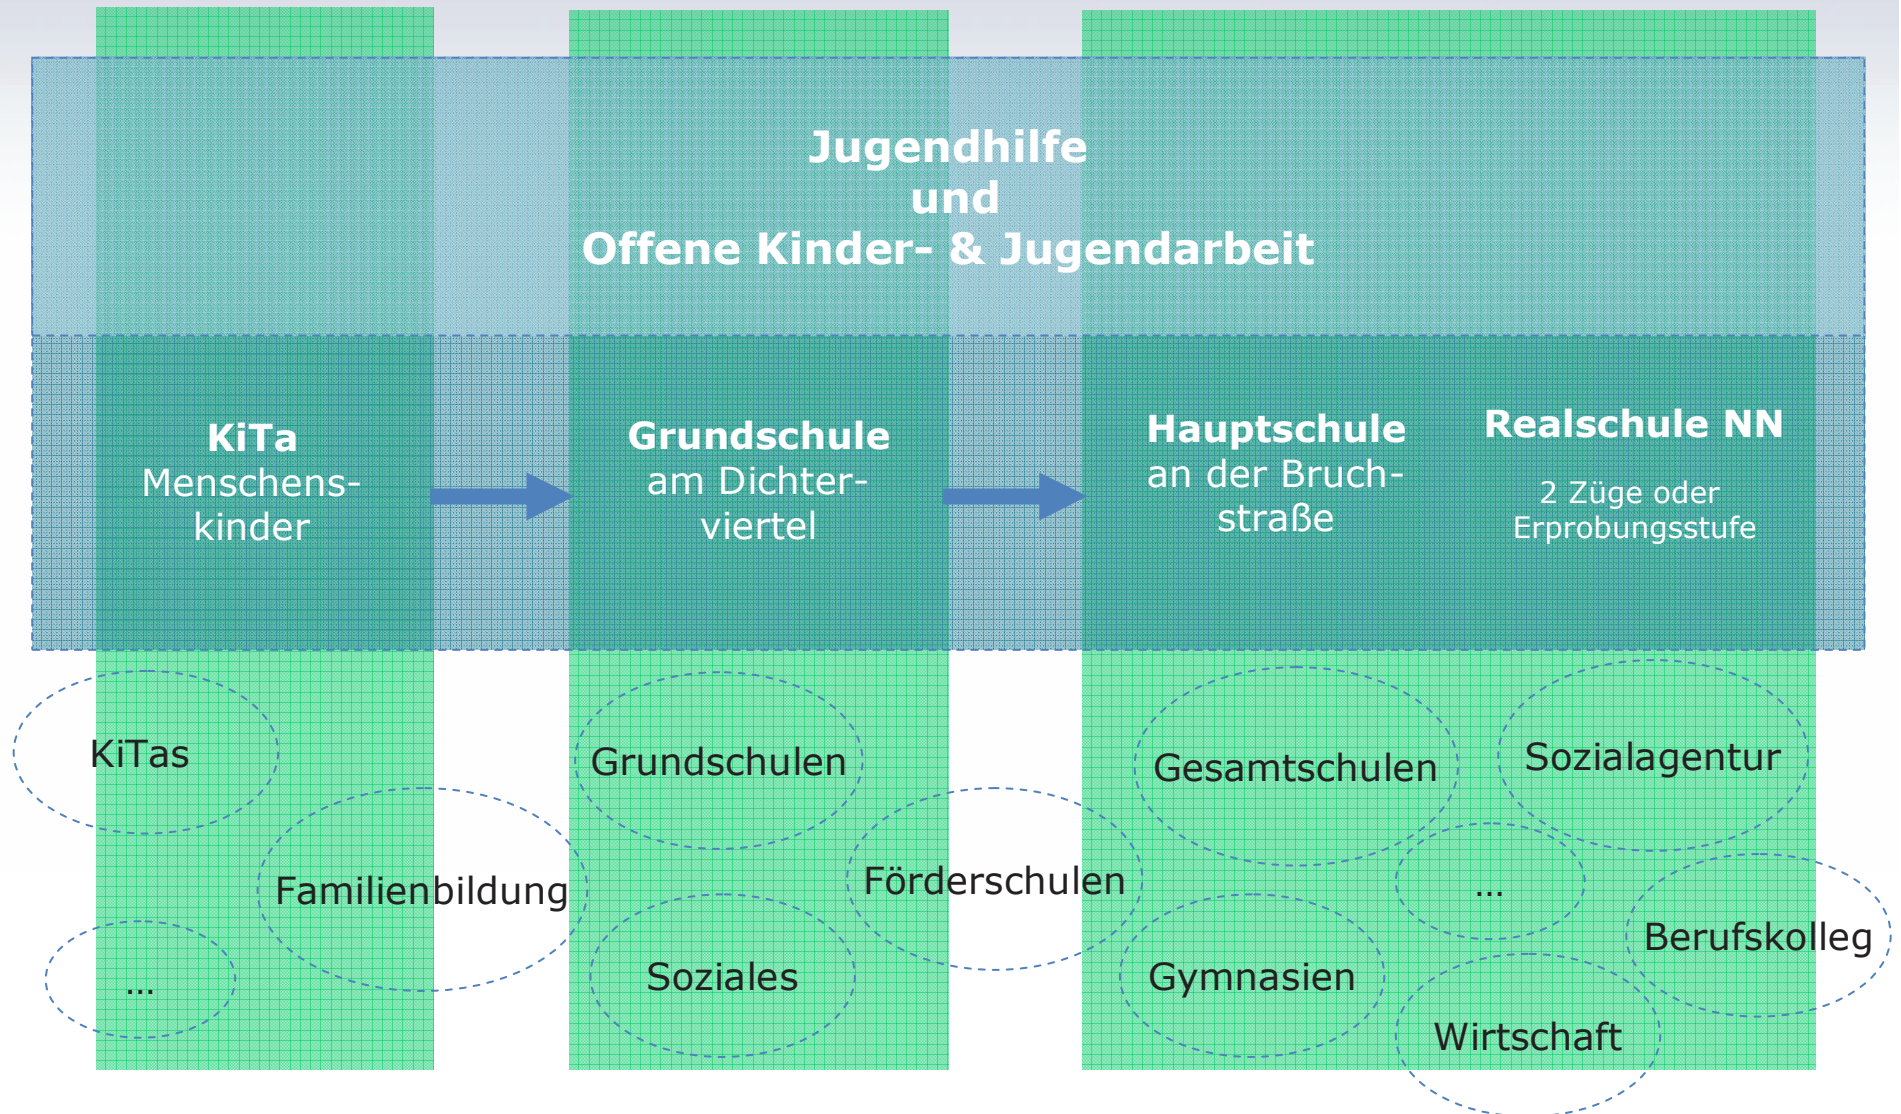 Jugendhilfe
und
Offene Kinder- & Jugendarbeit
KiTa
Menschens-
kinder
Grundschule
am Dichter-
viertel
Hauptschule
an der Bruch-
straße
Realschule NN
2 Züge oder
Erprobungsstufe
KiTas
Familienbildung
...
Grundschulen
Soziales
Förderschulen
Gesamtschulen
Gymnasien
Sozialagentur
...
Berufskolleg
Wirtschaft